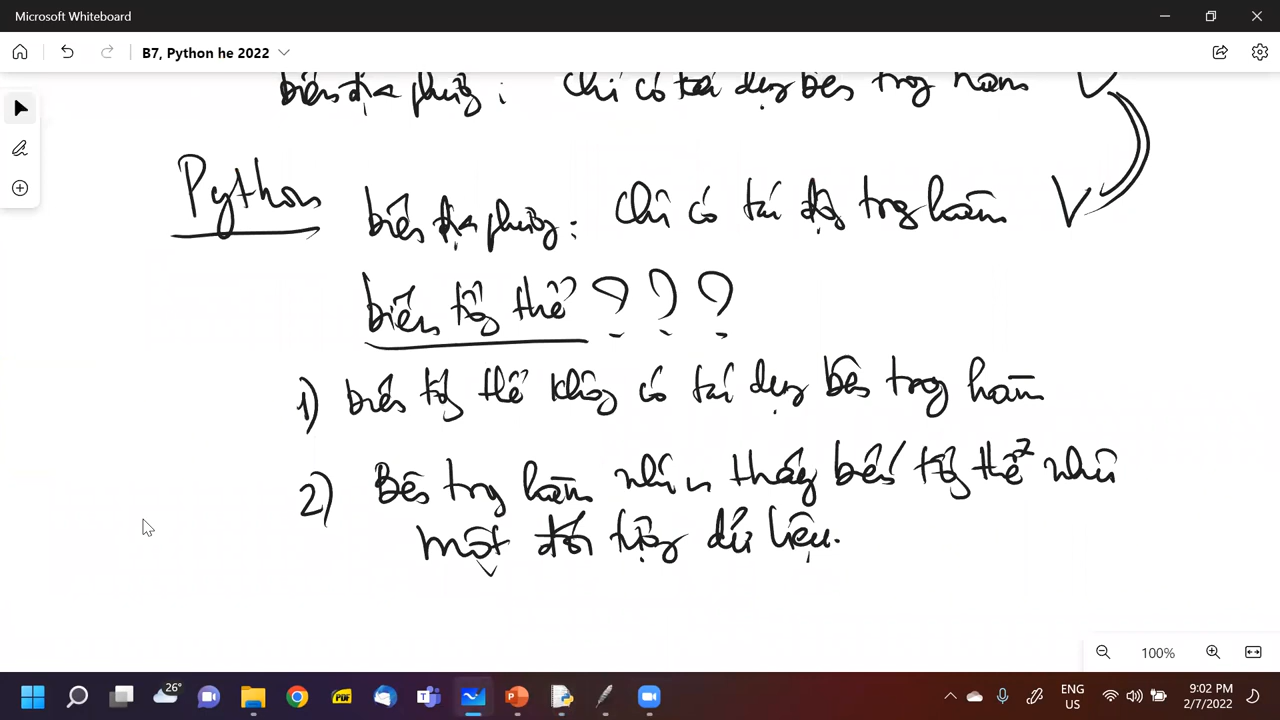 Microsoft Whiteboard
B7, Python he 2022
biến địa phương: chỉ có tác dụng bên trong hàm
Python
biến địa phương: chỉ có tác động trong hàm
biến tổng thể ???
1) biến tổng thể không có tác dụng bên trong hàm
2) Bên trong hàm nhìn thấy biến tổng thể như
một đối tượng dữ liệu.
100%
26°
PDF
ENG
US
9:02 PM
2/7/2022